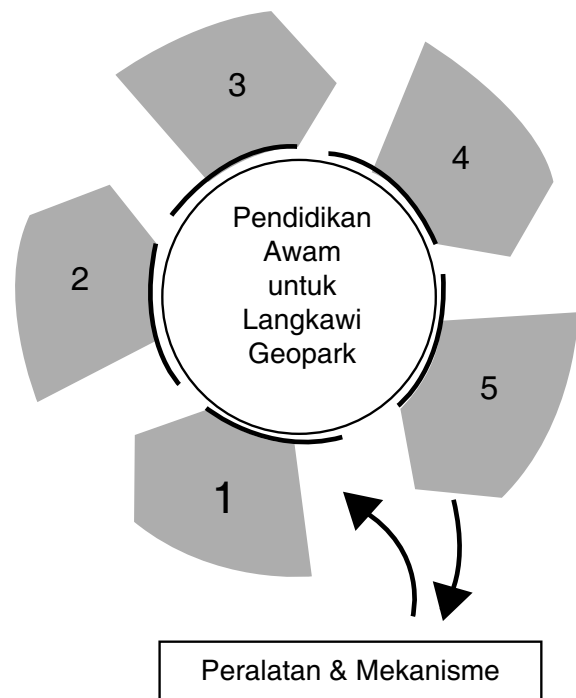 3
4
Pendidikan
Awam
untuk
Langkawi
Geopark
2
5
1
Peralatan & Mekanisme